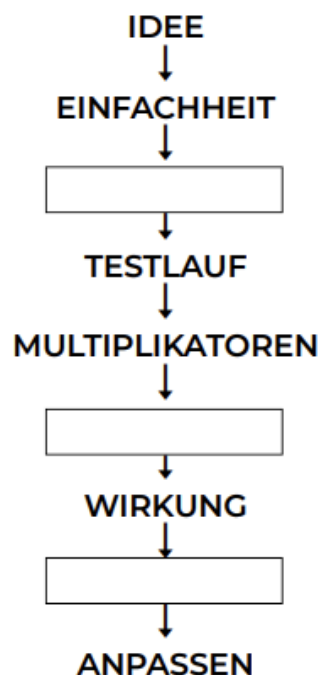 IDEE
EINFACHHEIT
TESTLAUF
MULTIPLIKATOREN
WIRKUNG
ANPASSEN